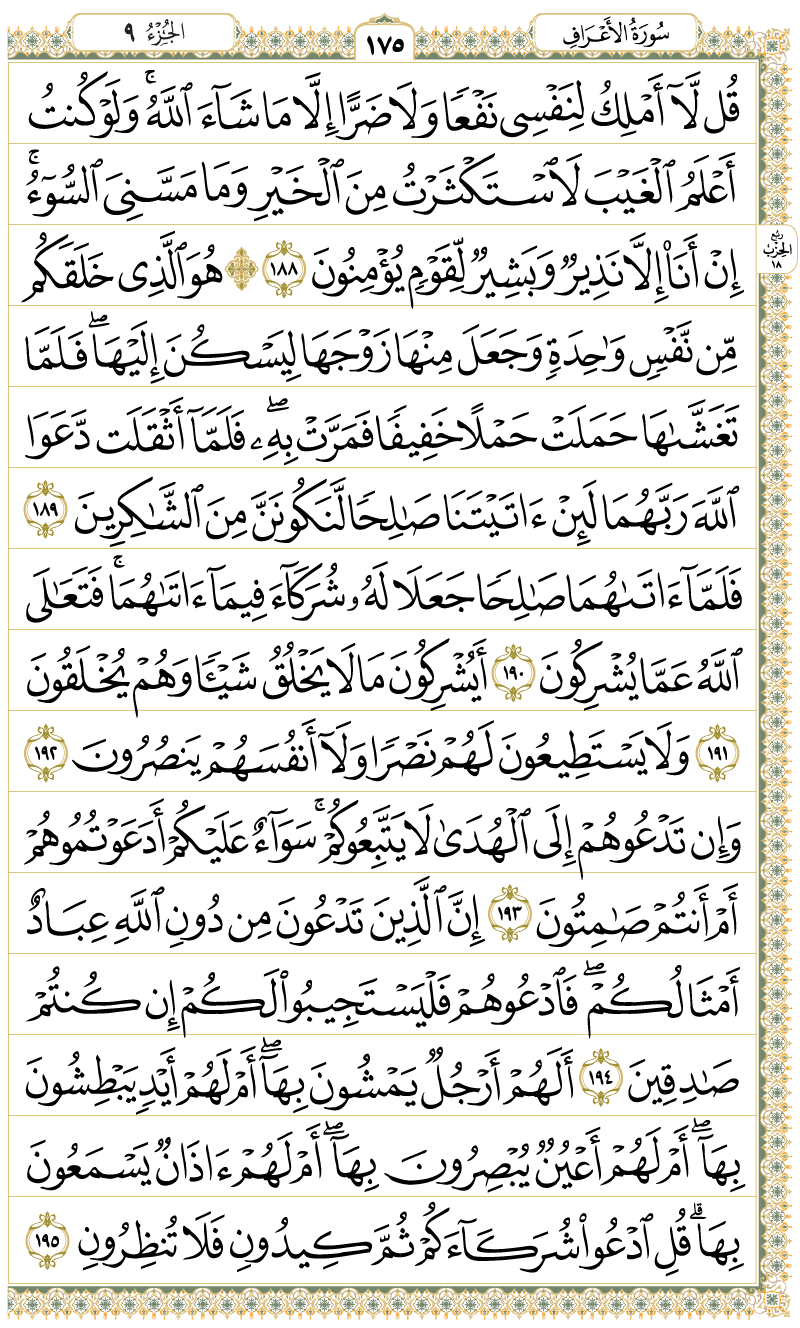 سُورَةُ الأَعْرَافِ
١٧٥
الجُزْءُ ٩
قُل لَّآ أَمْلِكُ لِنَفْسِى نَفْعًا وَلَا ضَرًّا إِلَّا مَا شَآءَ ٱللَّهُ ۚ وَلَوْ كُنتُ
أَعْلَمُ ٱلْغَيْبَ لَٱسْتَكْثَرْتُ مِنَ ٱلْخَيْرِ وَمَا مَسَّنِىَ ٱلسُّوٓءُ ۚ
إِنْ أَنَا۠ إِلَّا نَذِيرٌ وَبَشِيرٌ لِّقَوْمٍ يُؤْمِنُونَ ١٨٨ ۞ هُوَ ٱلَّذِى خَلَقَكُم
ربع
الحزب
١٨
مِّن نَّفْسٍ وَٰحِدَةٍ وَجَعَلَ مِنْهَا زَوْجَهَا لِيَسْكُنَ إِلَيْهَا ۖ فَلَمَّا
تَغَشَّىٰهَا حَمَلَتْ حَمْلًا خَفِيفًا فَمَرَّتْ بِهِۦ ۖ فَلَمَّآ أَثْقَلَت دَّعَوَا
ٱللَّهَ رَبَّهُمَا لَئِنْ ءَاتَيْتَنَا صَٰلِحًا لَّنَكُونَنَّ مِنَ ٱلشَّٰكِرِينَ ١٨٩
فَلَمَّآ ءَاتَىٰهُمَا صَٰلِحًا جَعَلَا لَهُۥ شُرَكَآءَ فِيمَآ ءَاتَىٰهُمَا ۚ فَتَعَٰلَى
ٱللَّهُ عَمَّا يُشْرِكُونَ ١٩٠ أَيُشْرِكُونَ مَا لَا يَخْلُقُ شَيْـًٔا وَهُمْ يُخْلَقُونَ
١٩١ وَلَا يَسْتَطِيعُونَ لَهُمْ نَصْرًا وَلَآ أَنفُسَهُمْ يَنصُرُونَ ١٩٢
وَإِن تَدْعُوهُمْ إِلَى ٱلْهُدَىٰ لَا يَتَّبِعُوكُمْ ۚ سَوَآءٌ عَلَيْكُمْ أَدَعَوْتُمُوهُمْ
أَمْ أَنتُمْ صَٰمِتُونَ ١٩٣ إِنَّ ٱلَّذِينَ تَدْعُونَ مِن دُونِ ٱللَّهِ عِبَادٌ
أَمْثَالُكُمْ ۖ فَٱدْعُوهُمْ فَلْيَسْتَجِيبُوا۟ لَكُمْ إِن كُنتُمْ
صَٰدِقِينَ ١٩٤ أَلَهُمْ أَرْجُلٌ يَمْشُونَ بِهَآ ۖ أَمْ لَهُمْ أَيْدٍ يَبْطِشُونَ
بِهَآ ۖ أَمْ لَهُمْ أَعْيُنٌ يُبْصِرُونَ بِهَآ ۖ أَمْ لَهُمْ ءَاذَانٌ يَسْمَعُونَ
بِهَا ۗ قُلِ ٱدْعُوا۟ شُرَكَآءَكُمْ ثُمَّ كِيدُونِ فَلَا تُنظِرُونِ ١٩٥